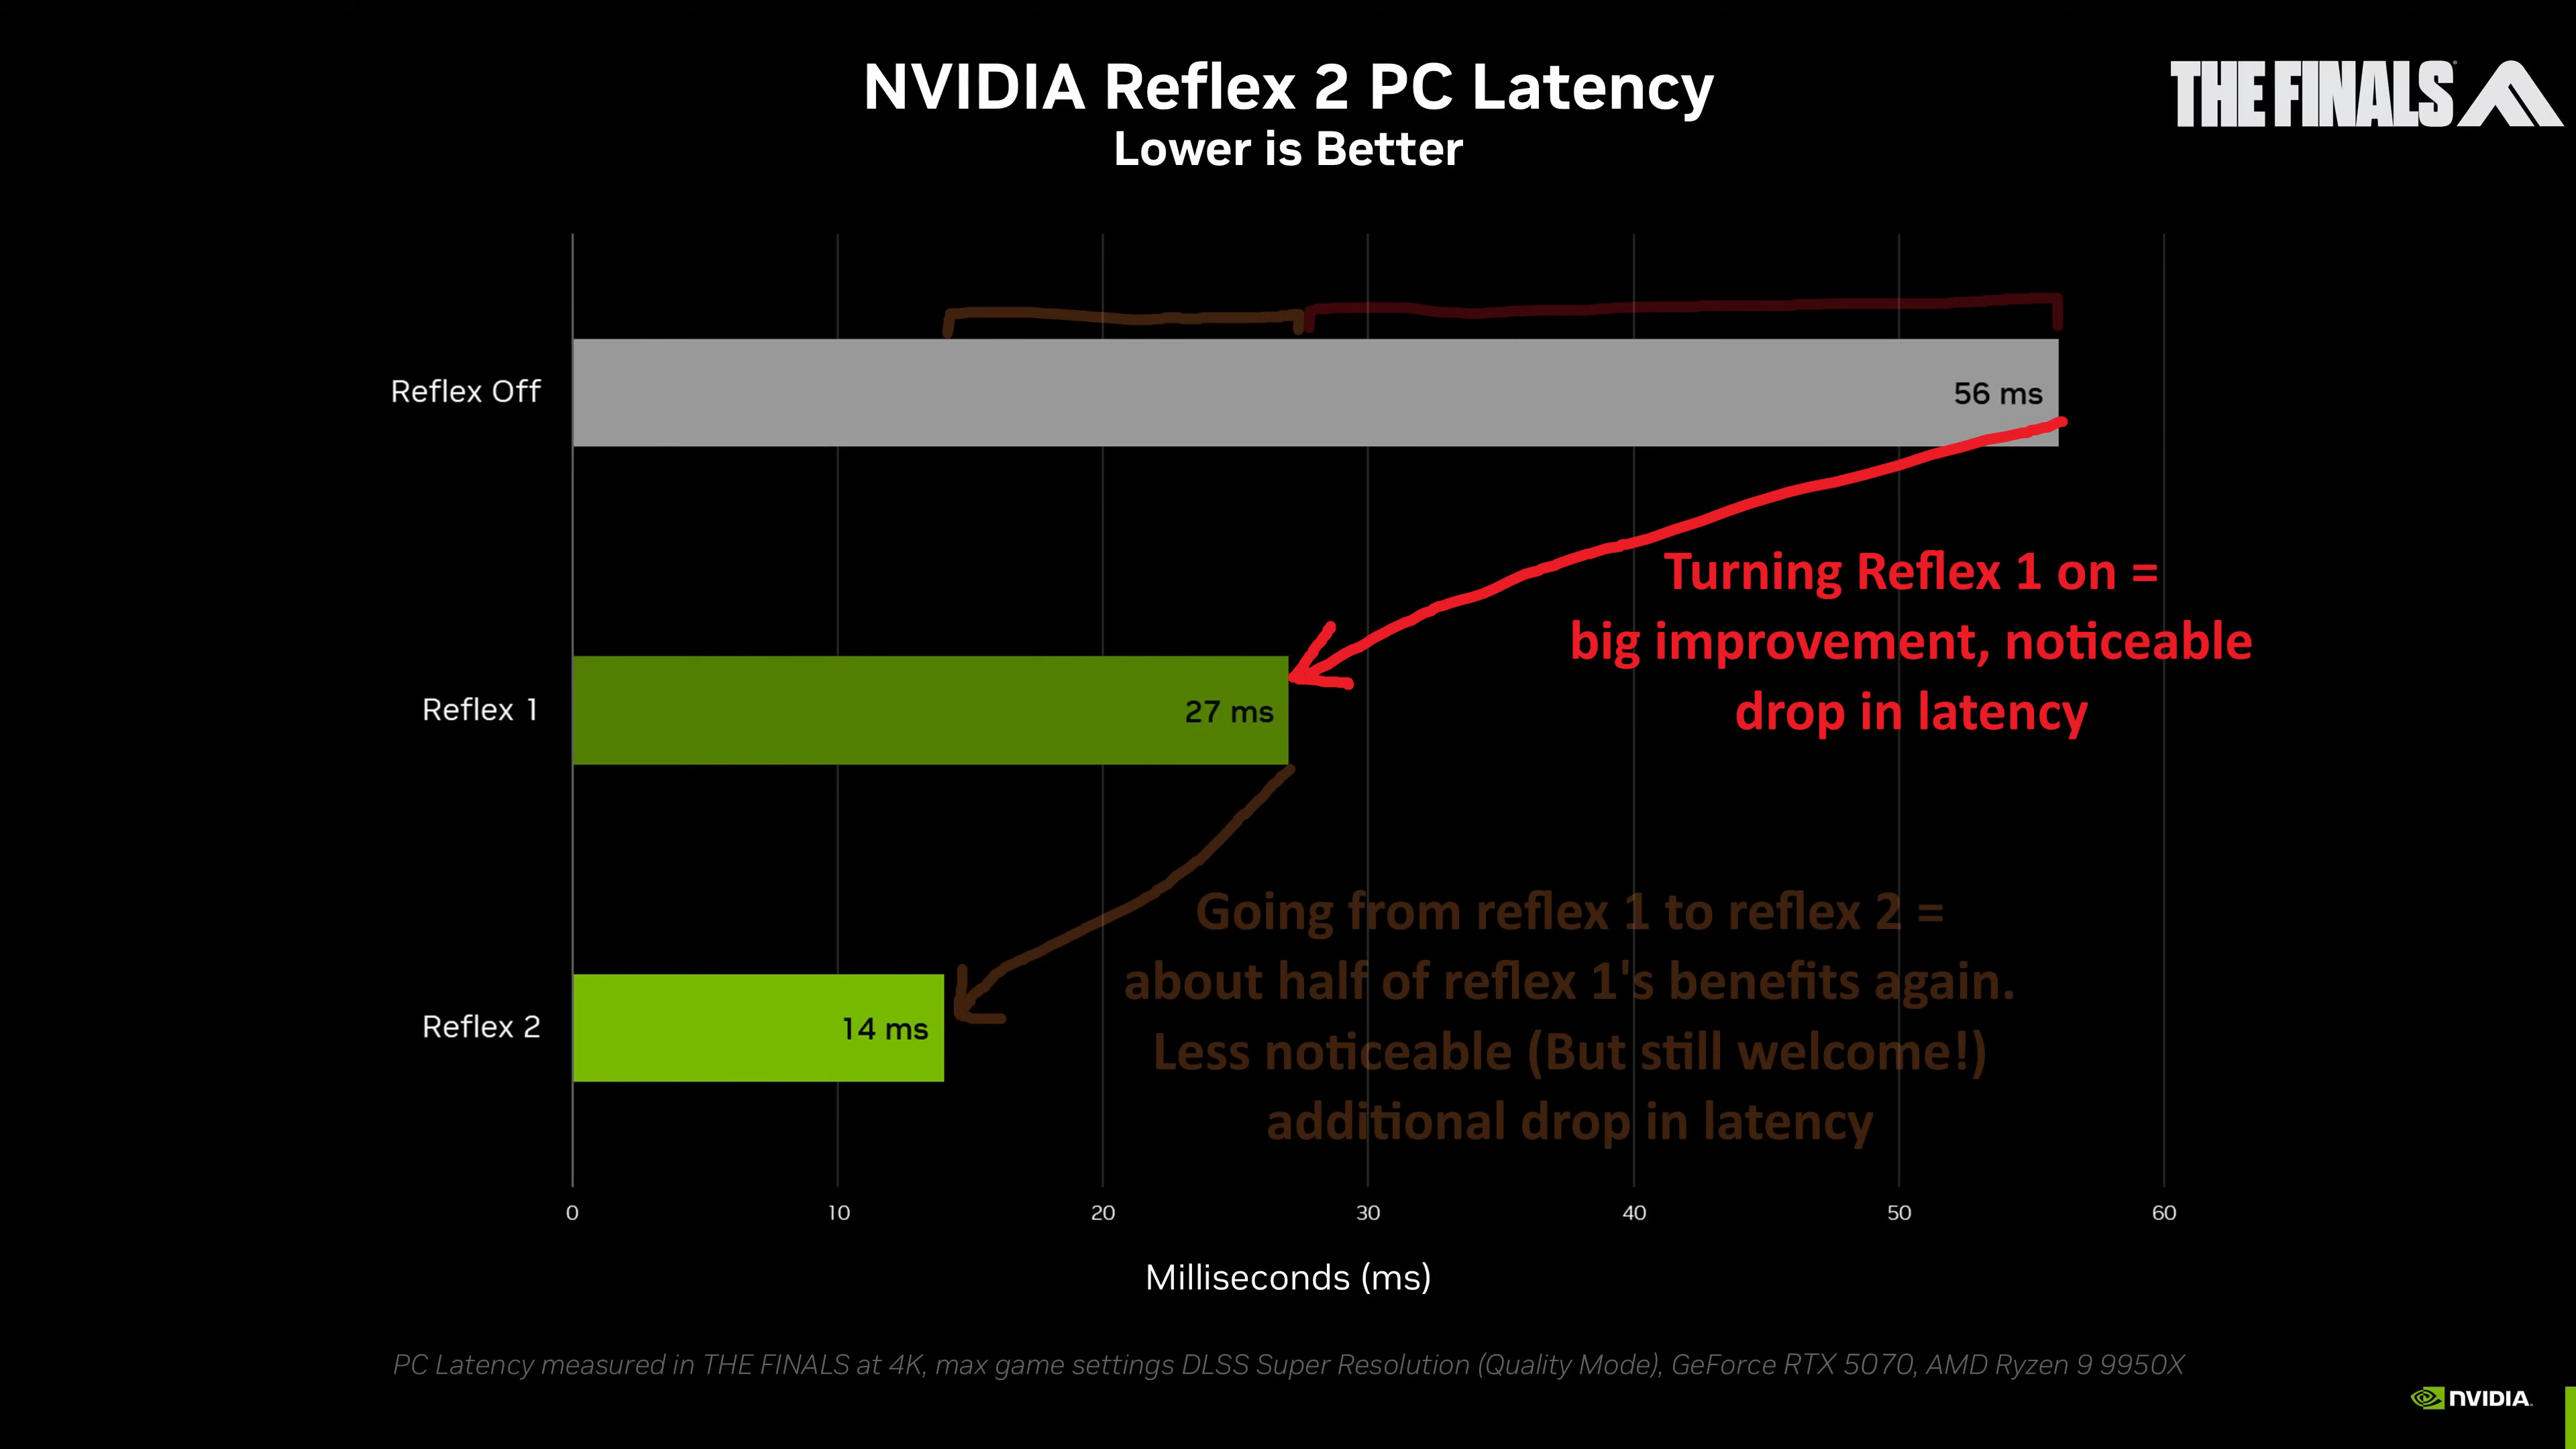 NVIDIA Reflex 2 PC Latency
Lower is Better
THE FINALS
Reflex Off
56 ms
Turning Reflex 1 on =
big improvement, noticeable
drop in latency
Reflex 1
27 ms
Going from reflex 1 to reflex 2 =
about half of reflex 1's benefits again.
Less noticeable (But still welcome!)
additional drop in latency
Reflex 2
14 ms
0 10 20 30 40 50 60
Milliseconds (ms)
PC Latency measured in THE FINALS at 4K, max game settings DLSS Super Resolution (Quality Mode), GeForce RTX 5070, AMD Ryzen 9 9950X
NVIDIA